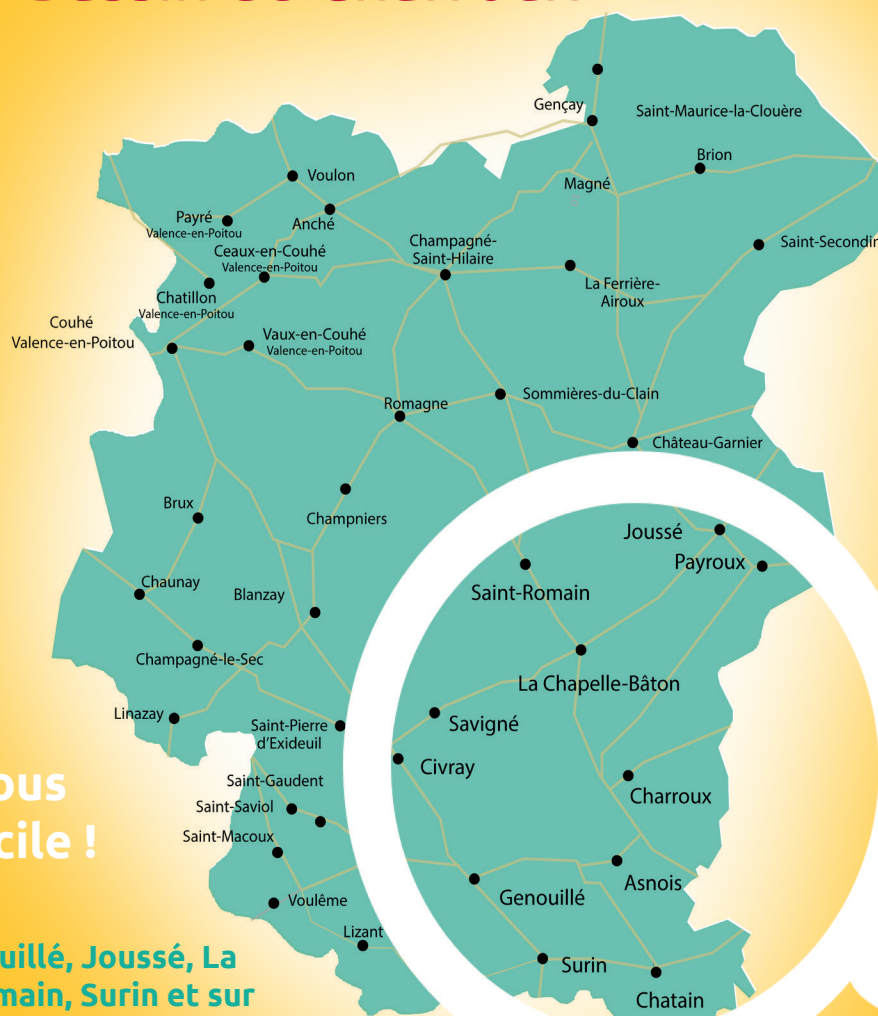 Gençay
Saint-Maurice-la-Clouère
Brion
Voulon
Magné
Payré
Valence-en-Poitou
Anché
Champagné-
Saint-Hilaire
Saint-Secondin
Ceaux-en-Couhé
Valence-en-Poitou
La Ferrière-
Airoux
Chatillon
Valence-en-Poitou
Couhé
Valence-en-Poitou
Vaux-en-Couhé
Valence-en-Poitou
Romagne
Sommières-du-Clain
Château-Garnier
Brux
Champniers
Joussé
Payroux
Chaunay
Blanzay
Saint-Romain
Champagné-le-Sec
La Chapelle-Bâton
Linazay
Saint-Pierre
d'Exideuil
Savigné
Civray
Saint-Gaudent
Charroux
Saint-Saviol
Saint-Macoux
Asnois
Voulême
Genouillé
Lizant
Surin
Chatain
ous
cile !
uillé, Joussé, La
main, Surin et sur